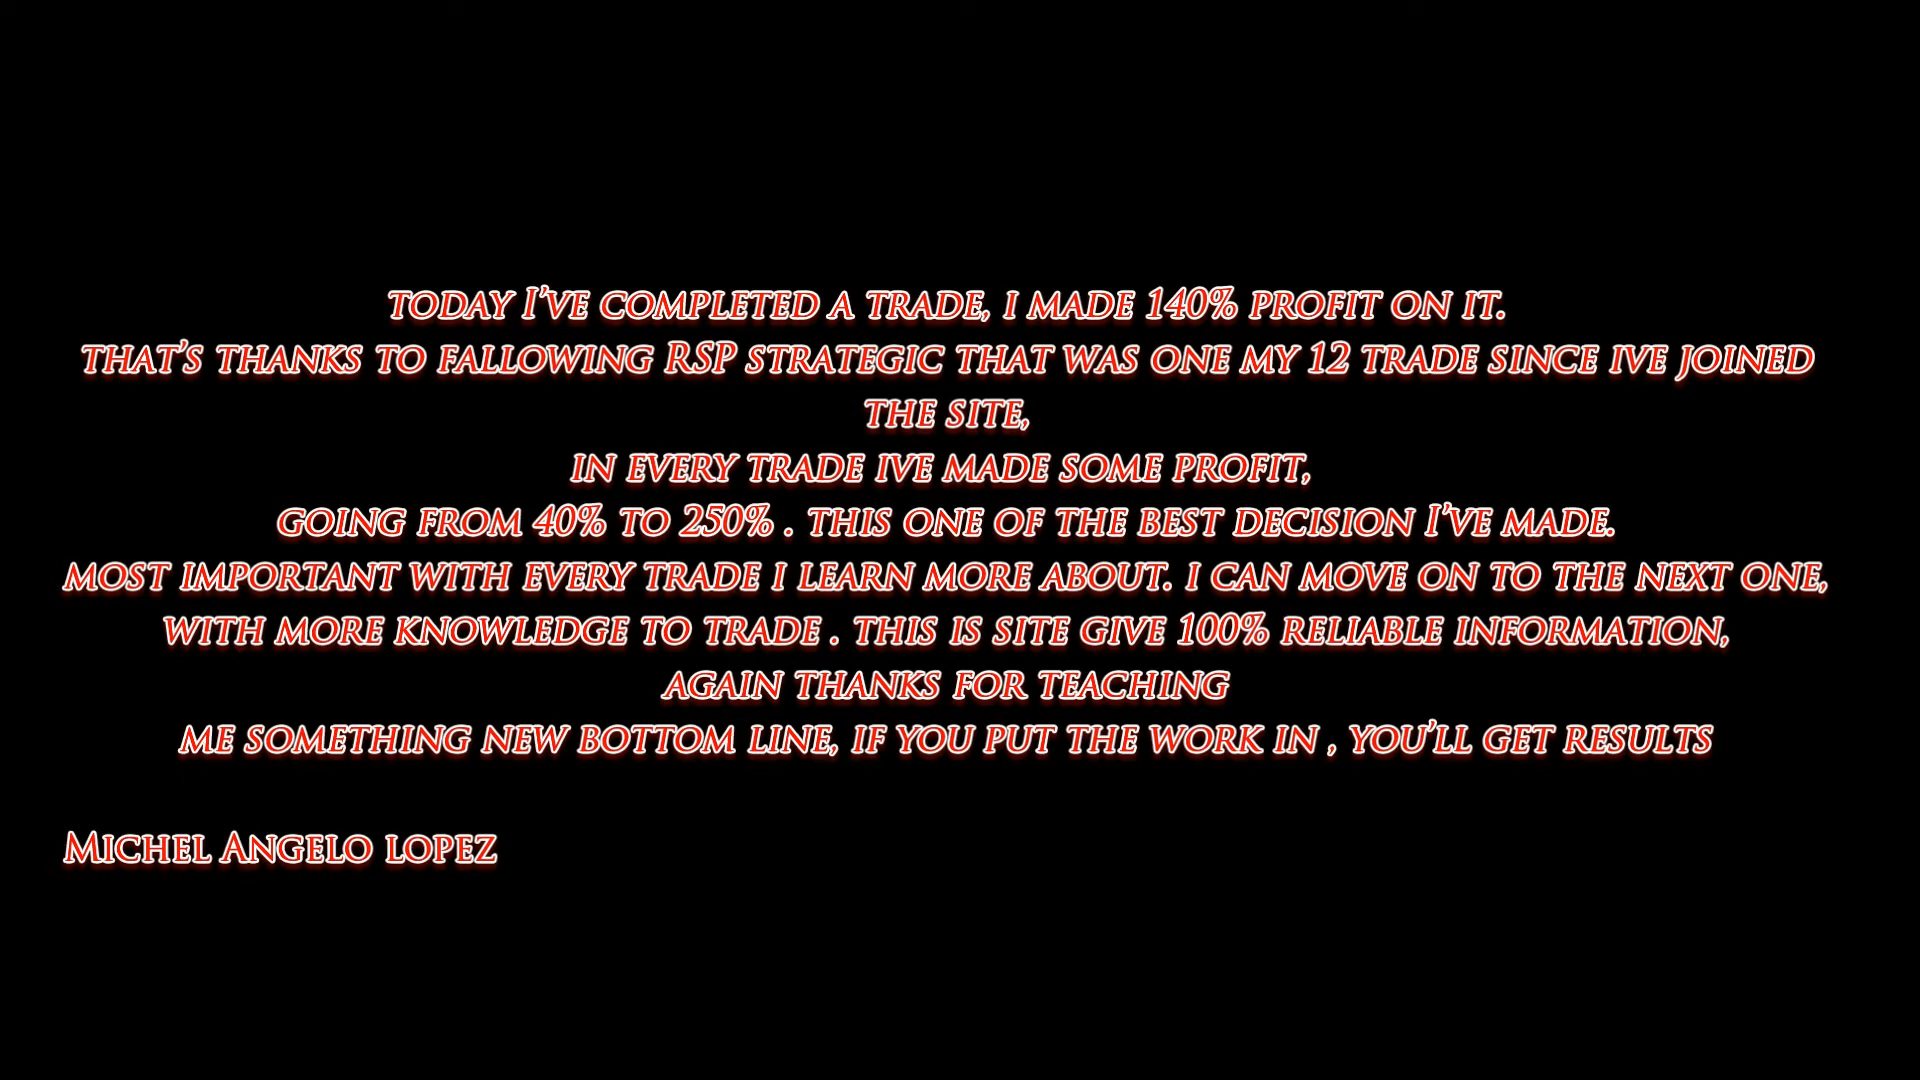 today I've completed a trade, i made 140% profit on it.
that's thanks to fallowing RSP strategic that was one my 12 trade since ive joined
the site,
in every trade ive made some profit,
going from 40% to 250% . this one of the best decision I've made.
most important with every trade i learn more about. i can move on to the next one,
with more knowledge to trade . this is site give 100% reliable information,
again thanks for teaching
me something new bottom line, if you put the work in , you'll get results
Michel Angelo lopez